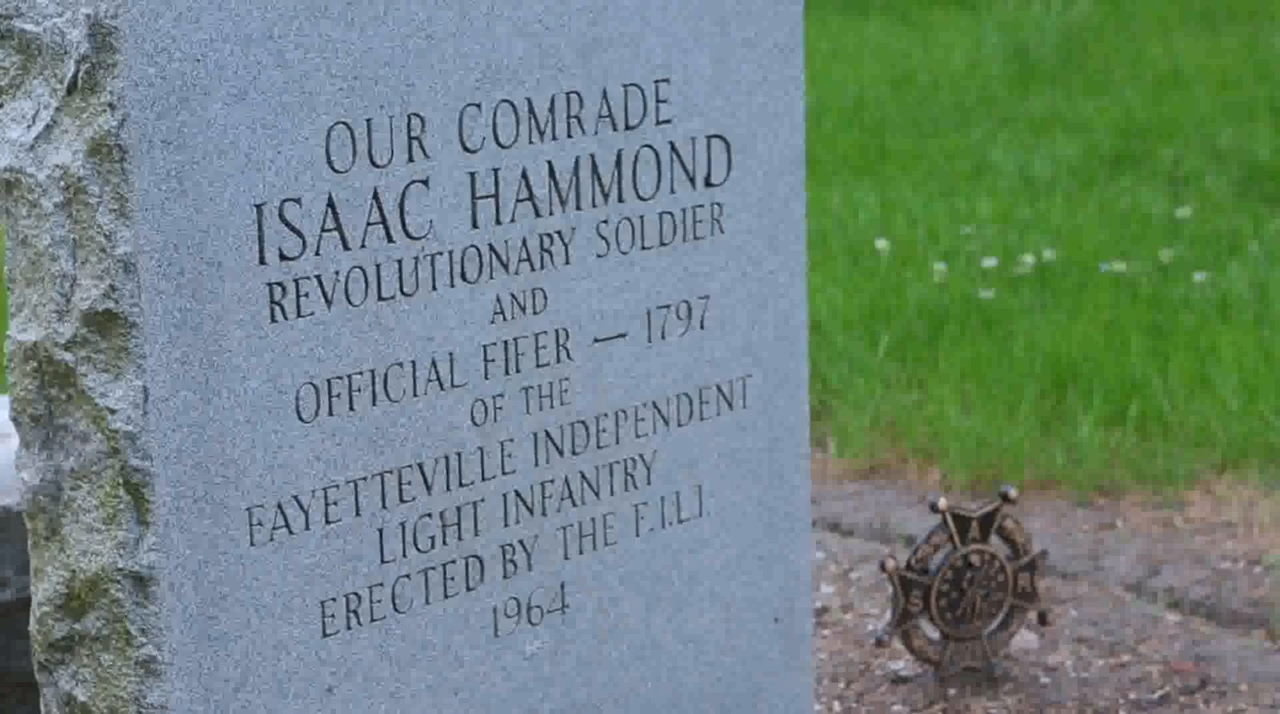 OUR COMRADE
ISAAC HAMMOND
REVOLUTIONARY SOLDIER
AND
OFFICIAL FIFER — 1797
OF THE
FAYETTEVILLE INDEPENDENT
LIGHT INFANTRY
ERECTED BY THE F.I.L.I.
1964
S A R